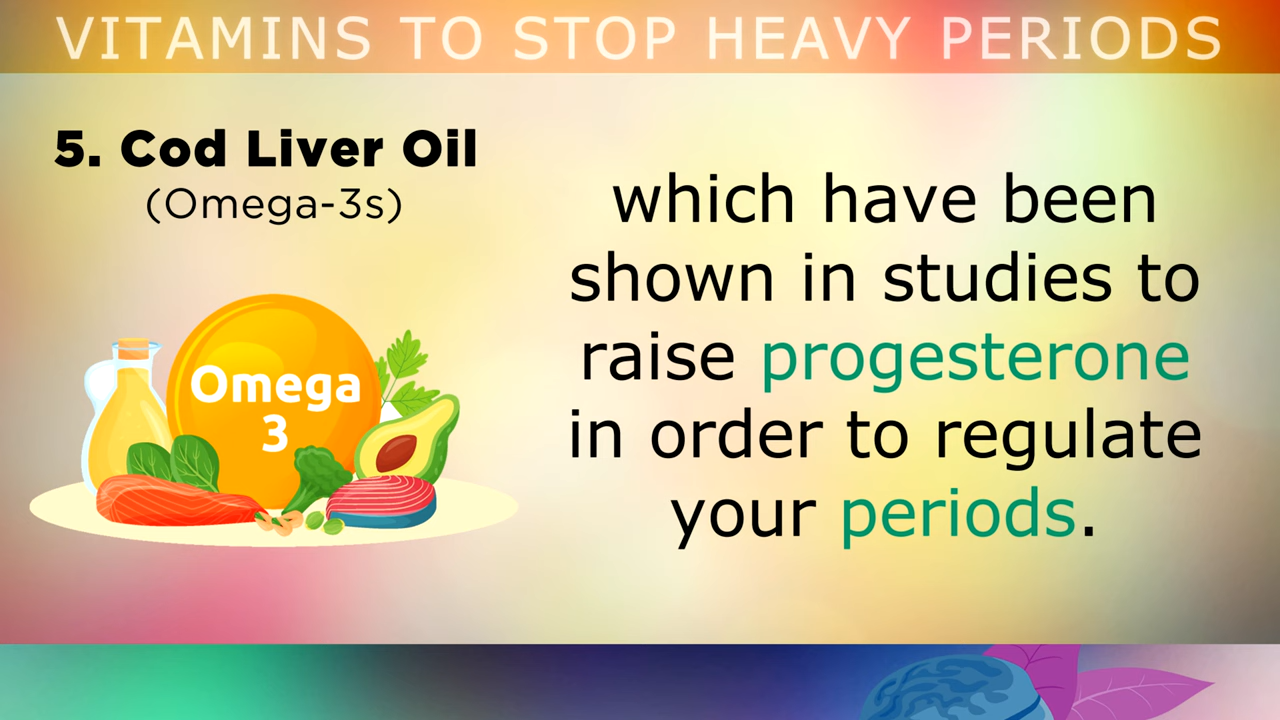 VITAMINS TO STOP HEAVY PERIODS
5. Cod Liver Oil
(Omega-3s)
Omega
3
which have been
shown in studies to
raise progesterone
in order to regulate
your periods.